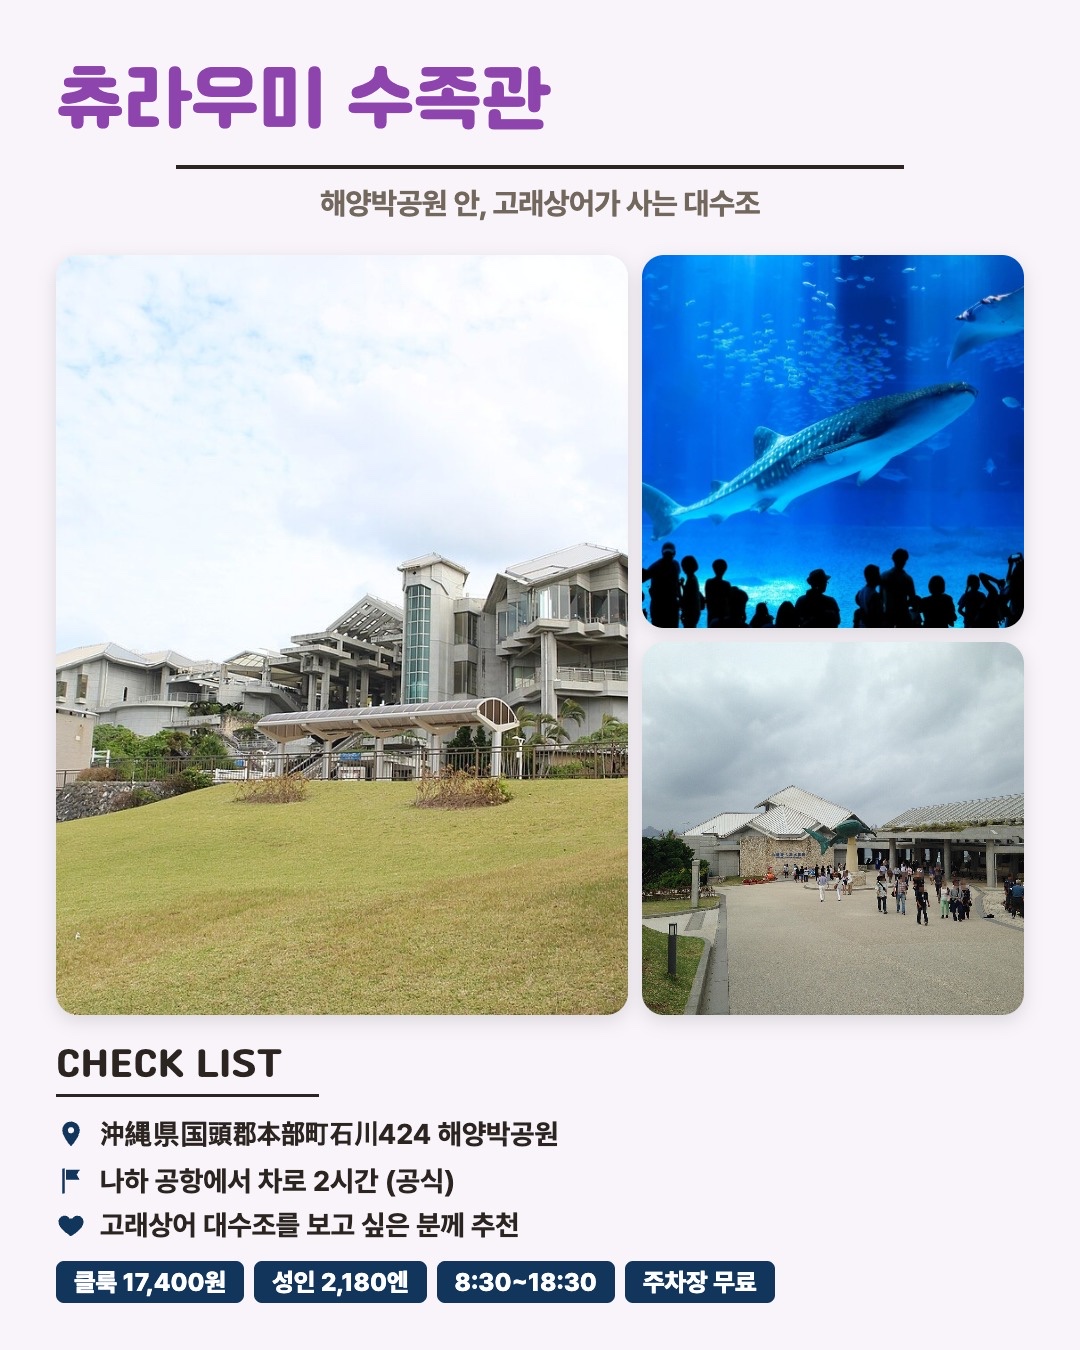 츄라우미 수족관
해양박공원 안, 고래상어가 사는 대수조
CHECK LIST
沖縄県国頭郡本部町石川424 해양박공원
나하 공항에서 차로 2시간 (공식)
고래상어 대수조를 보고 싶은 분께 추천
클룩 17,400원
성인 2,180엔
8:30~18:30
주차장 무료